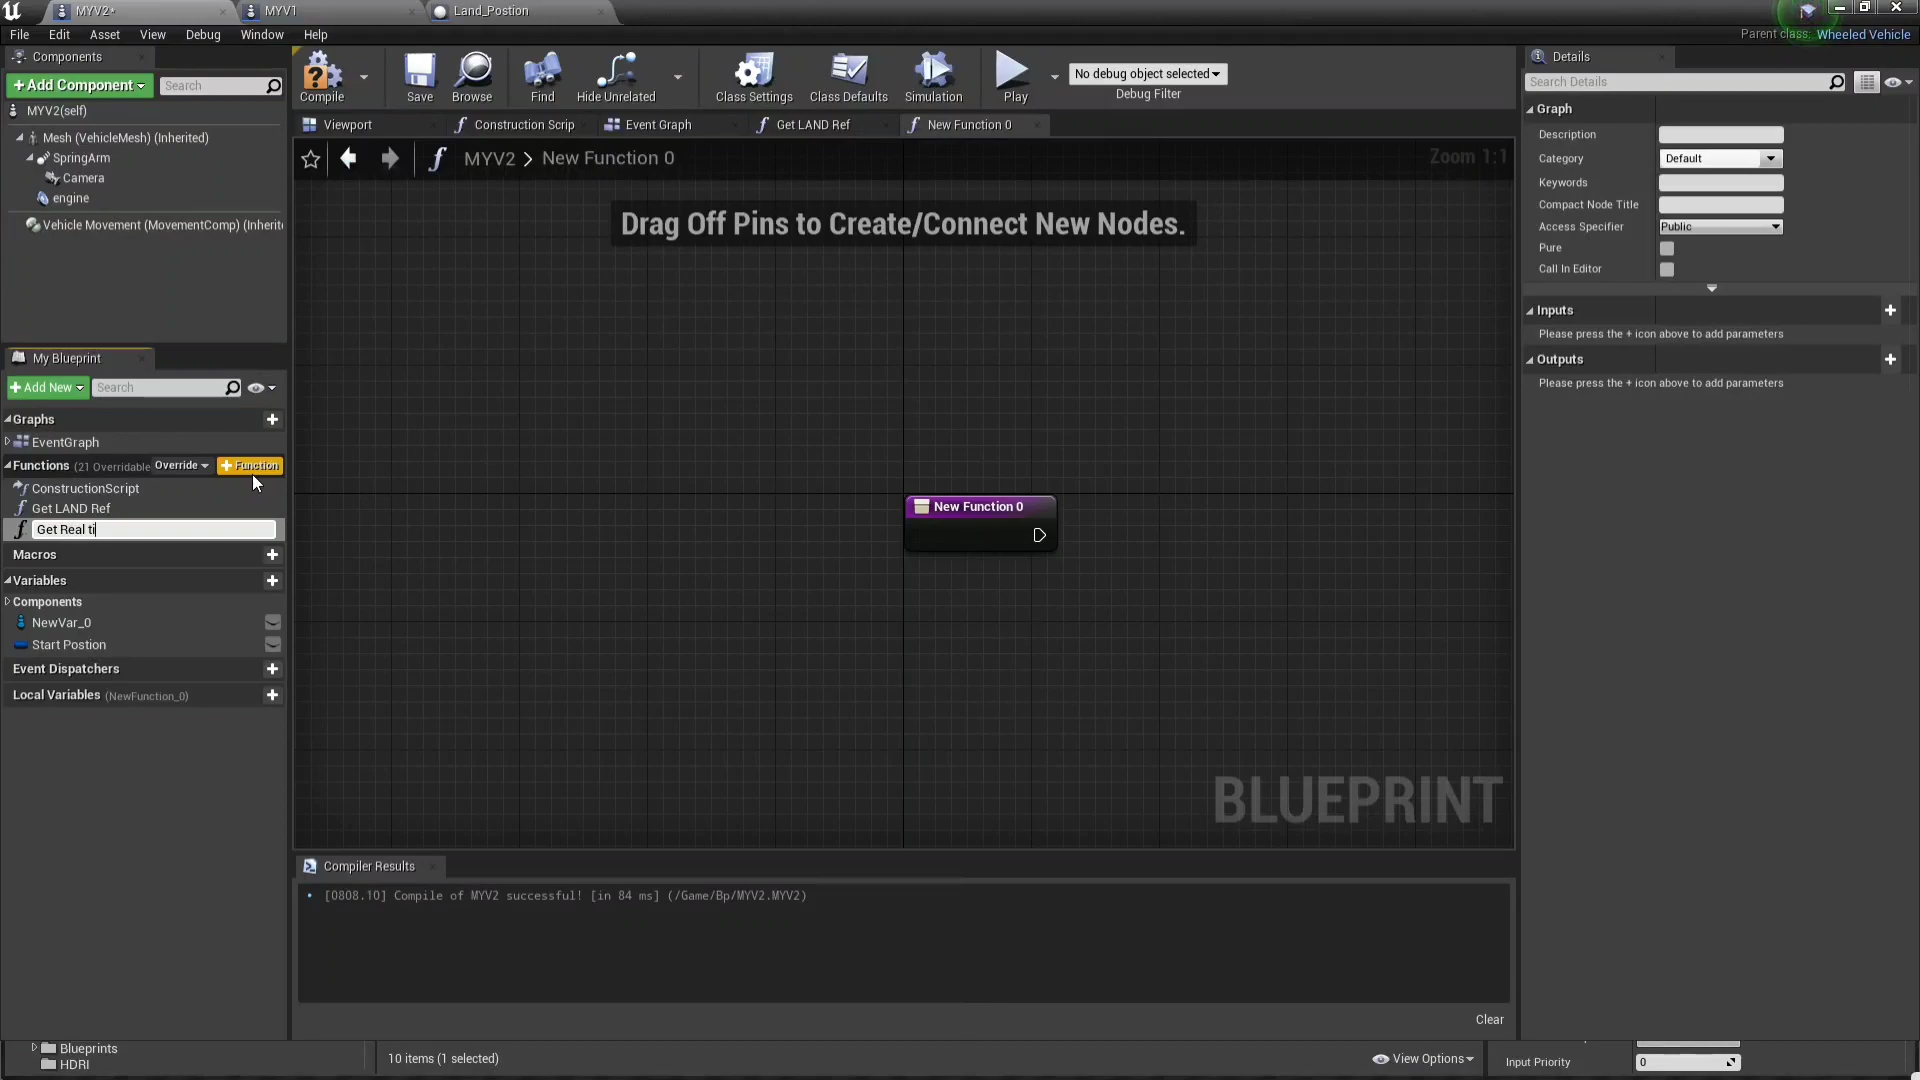 MYV2*
MYV1
Land_Postion
File
Edit
Asset
View
Debug
Window
Help
Parent class: Wheeled Vehicle
Components
+Add Component
Search
MYV2(self)
Mesh (VehicleMesh) (Inherited)
SpringArm
Camera
engine
Vehicle Movement (MovementComp) (Inherit
Compile
Save
Browse
Find
Hide Unrelated
Class Settings
Class Defaults
Simulation
Play
No debug object selected
Debug Filter
Viewport
Construction Scrip
Event Graph
Get LAND Ref
New Function 0
MYV2 > New Function 0
Zoom 1:1
Drag Off Pins to Create/Connect New Nodes.
New Function 0
BLUEPRINT
My Blueprint
+Add New
Search
Graphs
EventGraph
Functions (21 Overridable
Override
+Function
ConstructionScript
Get LAND Ref
Get Real ti
Macros
Variables
Components
NewVar_0
Start Postion
Event Dispatchers
Local Variables (NewFunction_0)
Compiler Results
[0808.10] Compile of MYV2 successful! [in 84 ms] (/Game/Bp/MYV2.MYV2)
Clear
Details
Search Details
Graph
Description
Category
Default
Keywords
Compact Node Title
Access Specifier
Public
Pure
Call In Editor
Inputs
Please press the + icon above to add parameters
Outputs
Please press the + icon above to add parameters
Blueprints
HDRI
10 items (1 selected)
View Options
Input Priority
0